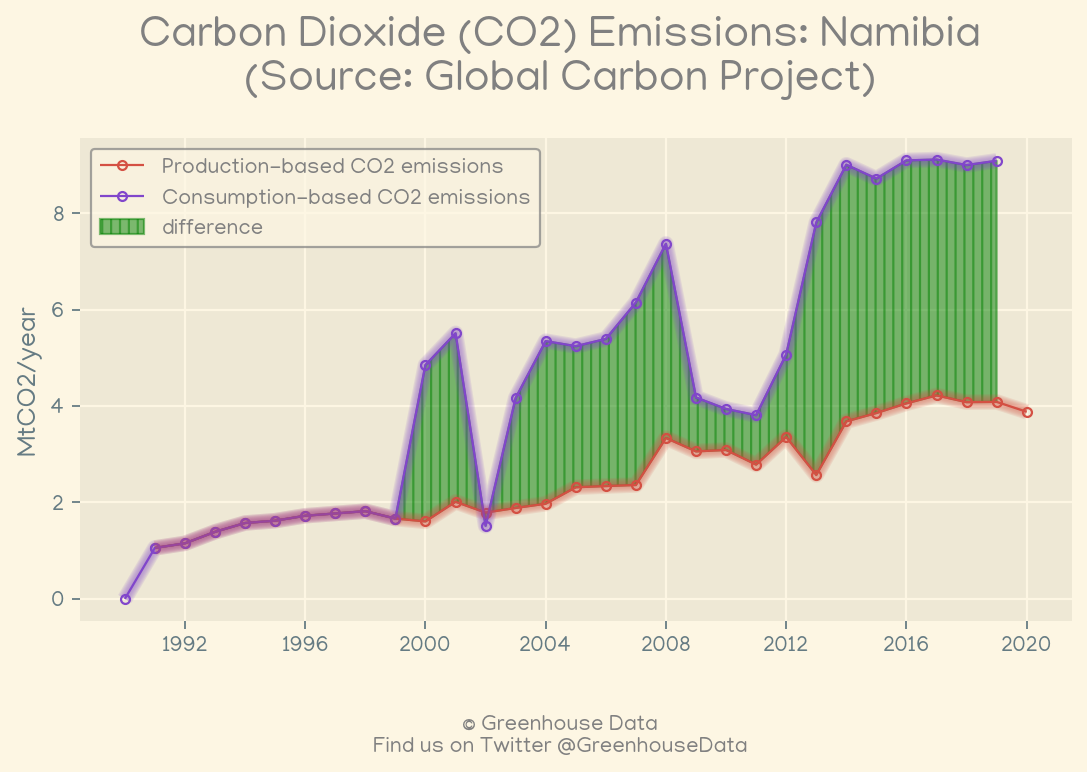 Carbon Dioxide (CO2) Emissions: Namibia
(Source: Global Carbon Project)
Production-based CO2 emissions
Consumption-based CO2 emissions
difference
MtCO2/year
8
6
4
2
0
1992 1996 2000 2004 2008 2012 2016 2020
© Greenhouse Data
Find us on Twitter @GreenhouseData